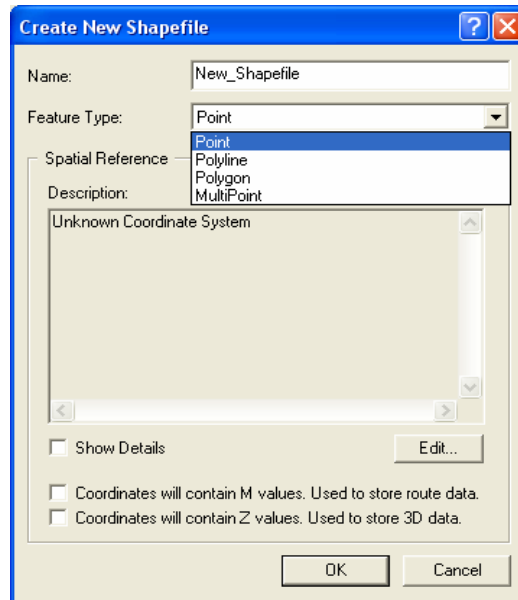 Create New Shapefile
Name:
New_Shapefile
Feature Type:
Point
Point
Polyline
Polygon
MultiPoint
Spatial Reference
Description:
Unknown Coordinate System
Show Details
Edit...
Coordinates will contain M values. Used to store route data.
Coordinates will contain Z values. Used to store 3D data.
OK
Cancel